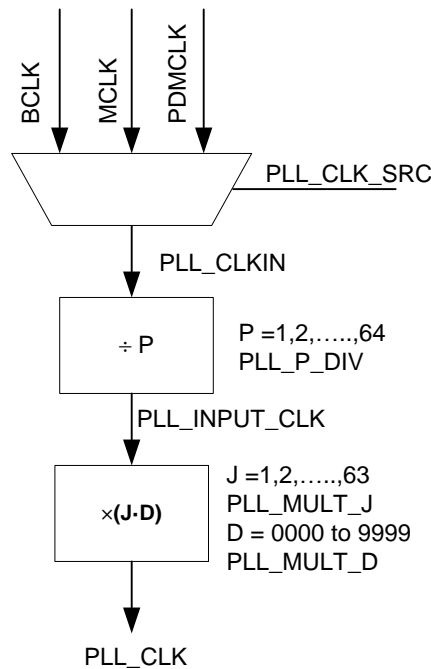 BCLK
MCLK
PDMCLK
PLL_CLK_SRC
PLL_CLKIN
÷ P
P =1,2,.....,64
PLL_P_DIV
PLL_INPUT_CLK
×(J·D)
J =1,2,.....,63
PLL_MULT_J
D = 0000 to 9999
PLL_MULT_D
PLL_CLK